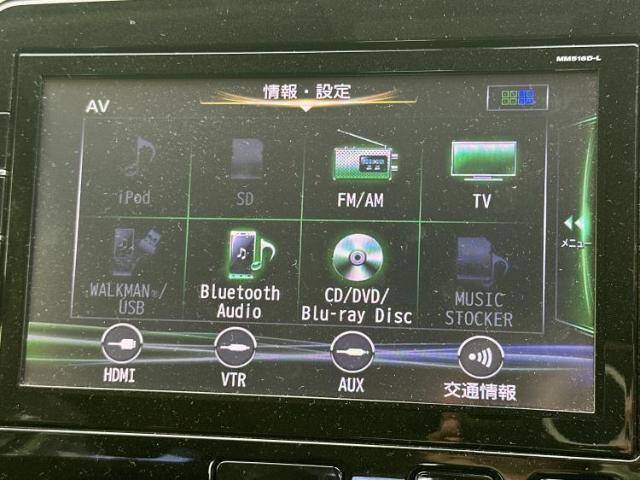 MM516D-L
情報・設定
AV
iPod
SD
FM/AM
TV
メニュー
WALKMAN®/
USB
Bluetooth
Audio
CD/DVD/
Blu-ray Disc
MUSIC
STOCKER
HDMI
VTR
AUX
交通情報